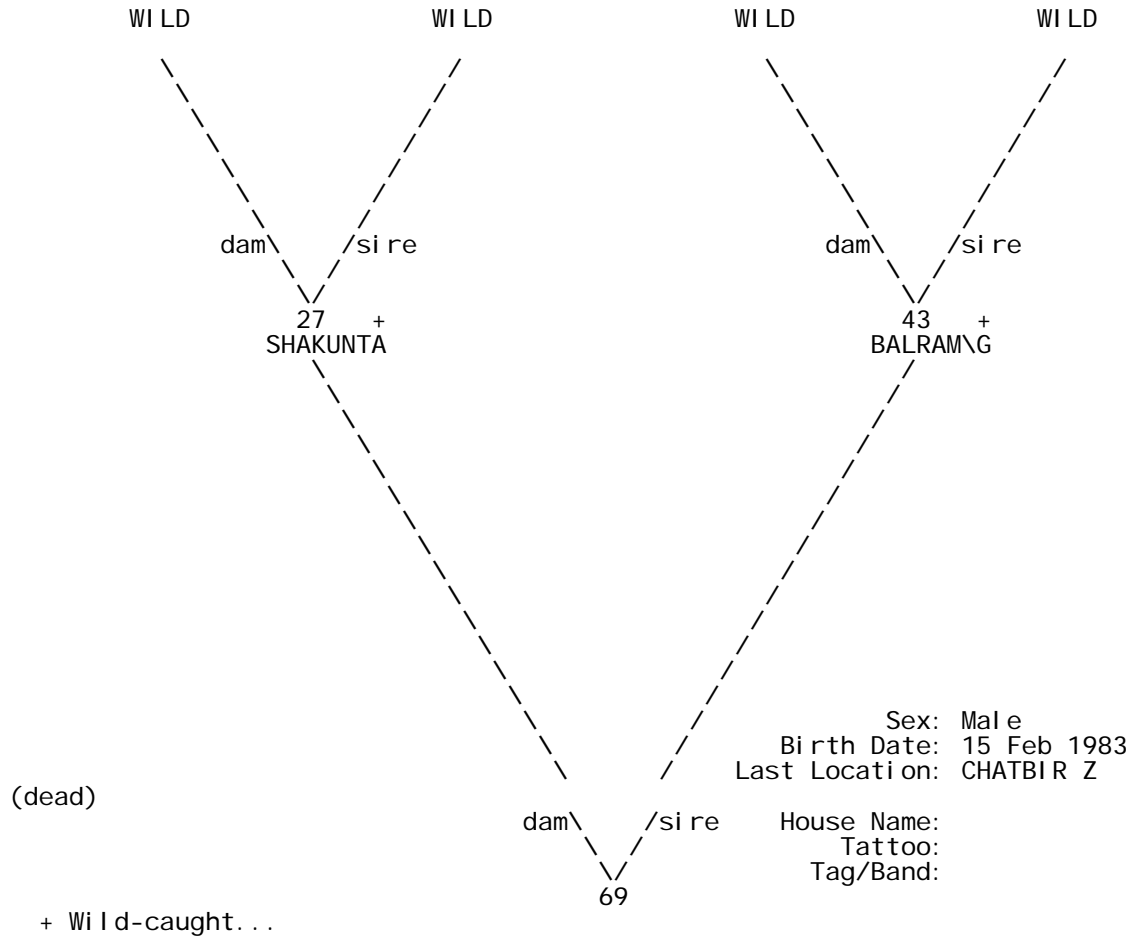 WILD WILD WILD WILD
dam\ /sire dam\ /sire
27 + 43 +
SHAKUNTA BALRAM\G
Sex: Male
Birth Date: 15 Feb 1983
Last Location: CHATBIR Z
(dead)
dam\ /sire House Name:
Tattoo:
Tag/Band:
69
+ Wild-caught...